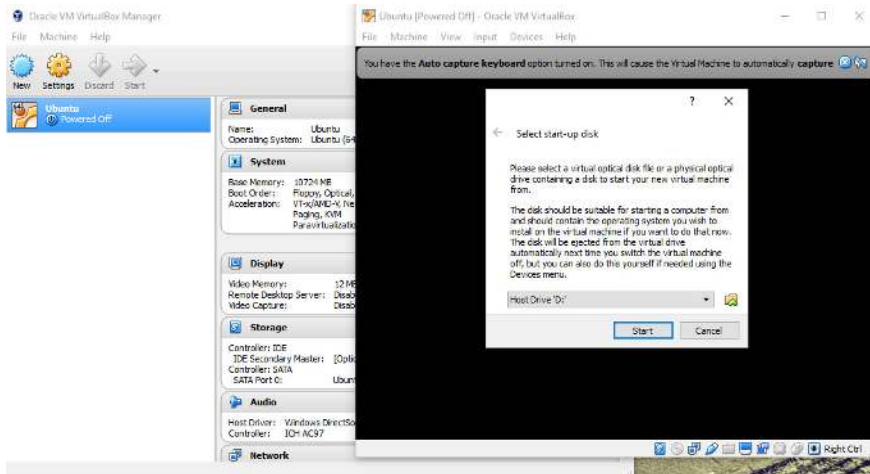 Oracle VM VirtualBox Manager
File Machine Help
New Settings Discard Start
Ubuntu
Powered Off
General
Name: Ubuntu
Operating System: Ubuntu (64
System
Base Memory: 10724 MB
Boot Order: Floppy, Optical,
Acceleration: VT-x/AMD-V, Ne
Paging, KVM
Paravirtualizatio
Display
Video Memory: 12 MB
Remote Desktop Server: Disab
Video Capture: Disab
Storage
Controller: IDE
IDE Secondary Master: [Optic
Controller: SATA
SATA Port 0: Ubunt
Audio
Host Driver: Windows DirectSo
Controller: ICH AC97
Network
Ubuntu [Powered Off] - Oracle VM VirtualBox
File Machine View Input Devices Help
You have the Auto capture keyboard option turned on. This will cause the Virtual Machine to automatically capture
Select start-up disk
Please select a virtual optical disk file or a physical optical
drive containing a disk to start your new virtual machine
from.
The disk should be suitable for starting a computer from
and should contain the operating system you wish to
install on the virtual machine if you want to do that now.
The disk will be ejected from the virtual drive
automatically next time you switch the virtual machine
off, but you can also do this yourself if needed using the
Devices menu.
Host Drive 'D:'
Start Cancel
Right Ctrl